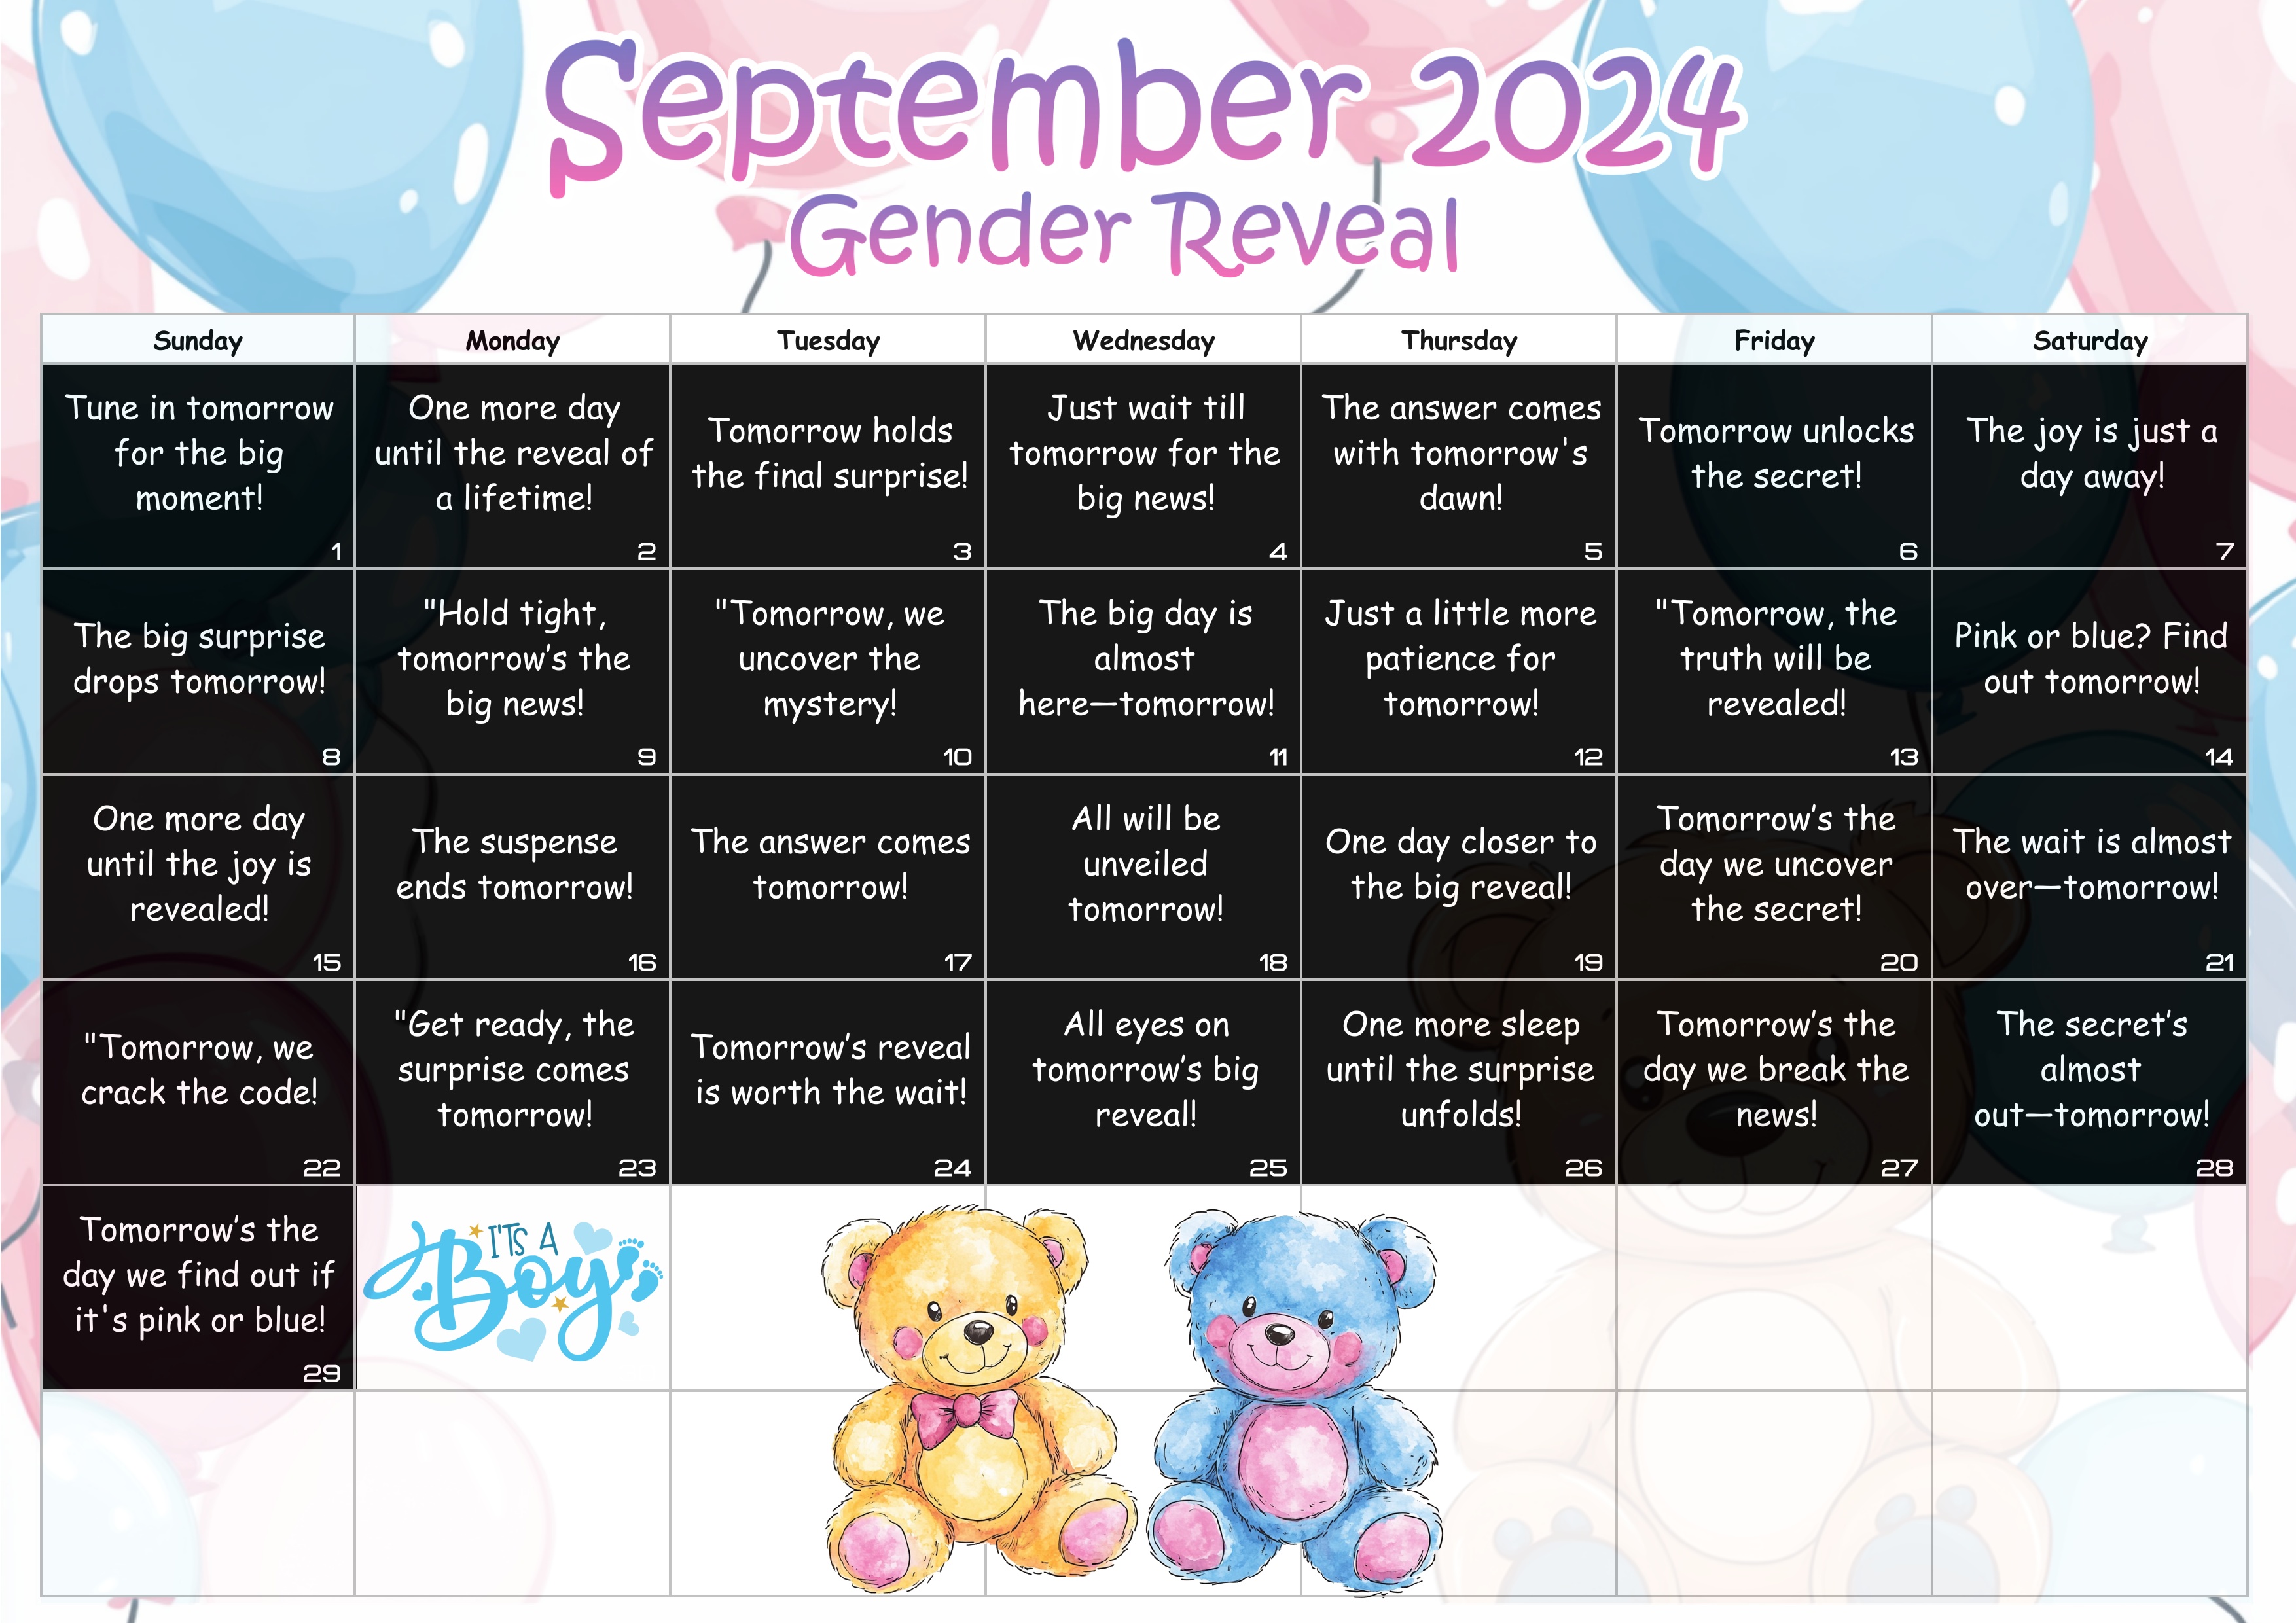 September 2024
Gender Reveal
Sunday Monday Tuesday Wednesday Thursday Friday Saturday
Tune in tomorrow
for the big
moment!
1
One more day
until the reveal of
a lifetime!
2
Tomorrow holds
the final surprise!
3
Just wait till
tomorrow for the
big news!
4
The answer comes
with tomorrow's
dawn!
5
Tomorrow unlocks
the secret!
6
The joy is just a
day away!
7
The big surprise
drops tomorrow!
8
"Hold tight,
tomorrow’s the
big news!
9
"Tomorrow, we
uncover the
mystery!
10
The big day is
almost
here—tomorrow!
11
Just a little more
patience for
tomorrow!
12
"Tomorrow, the
truth will be
revealed!
13
Pink or blue? Find
out tomorrow!
14
One more day
until the joy is
revealed!
15
The suspense
ends tomorrow!
16
The answer comes
tomorrow!
17
All will be
unveiled
tomorrow!
18
One day closer to
the big reveal!
19
Tomorrow’s the
day we uncover
the secret!
20
The wait is almost
over—tomorrow!
21
"Tomorrow, we
crack the code!
22
"Get ready, the
surprise comes
tomorrow!
23
Tomorrow’s reveal
is worth the wait!
24
All eyes on
tomorrow’s big
reveal!
25
One more sleep
until the surprise
unfolds!
26
Tomorrow’s the
day we break the
news!
27
The secret’s
almost
out—tomorrow!
28
Tomorrow’s the
day we find out if
it's pink or blue!
29
IT'S A
Boy